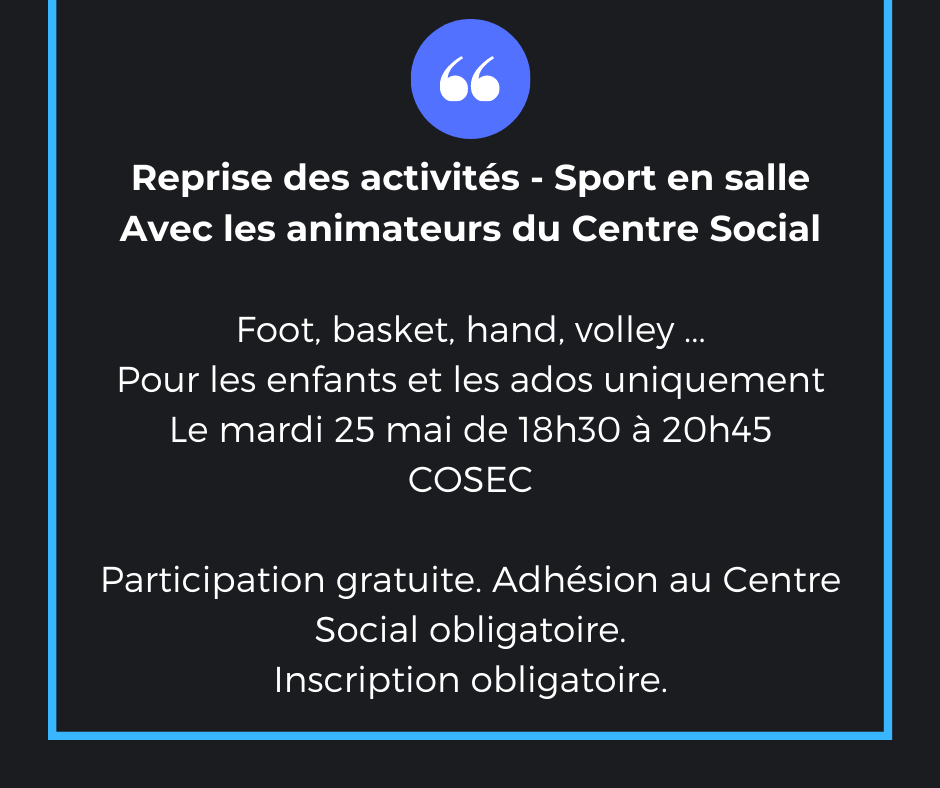 Reprise des activités - Sport en salle
Avec les animateurs du Centre Social
Foot, basket, hand, volley ...
Pour les enfants et les ados uniquement
Le mardi 25 mai de 18h30 à 20h45
COSEC
Participation gratuite. Adhésion au Centre
Social obligatoire.
Inscription obligatoire.